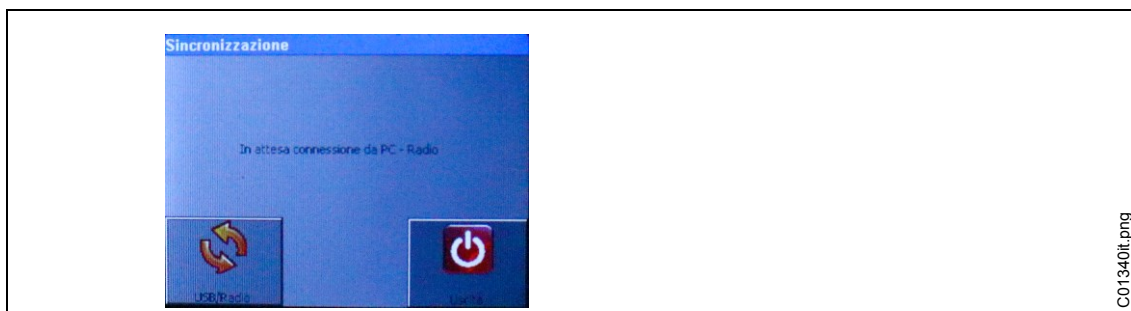 Sincronizzazione
In attesa connessione da PC - Radio
USB/Radio
Uscita
C01340it.png